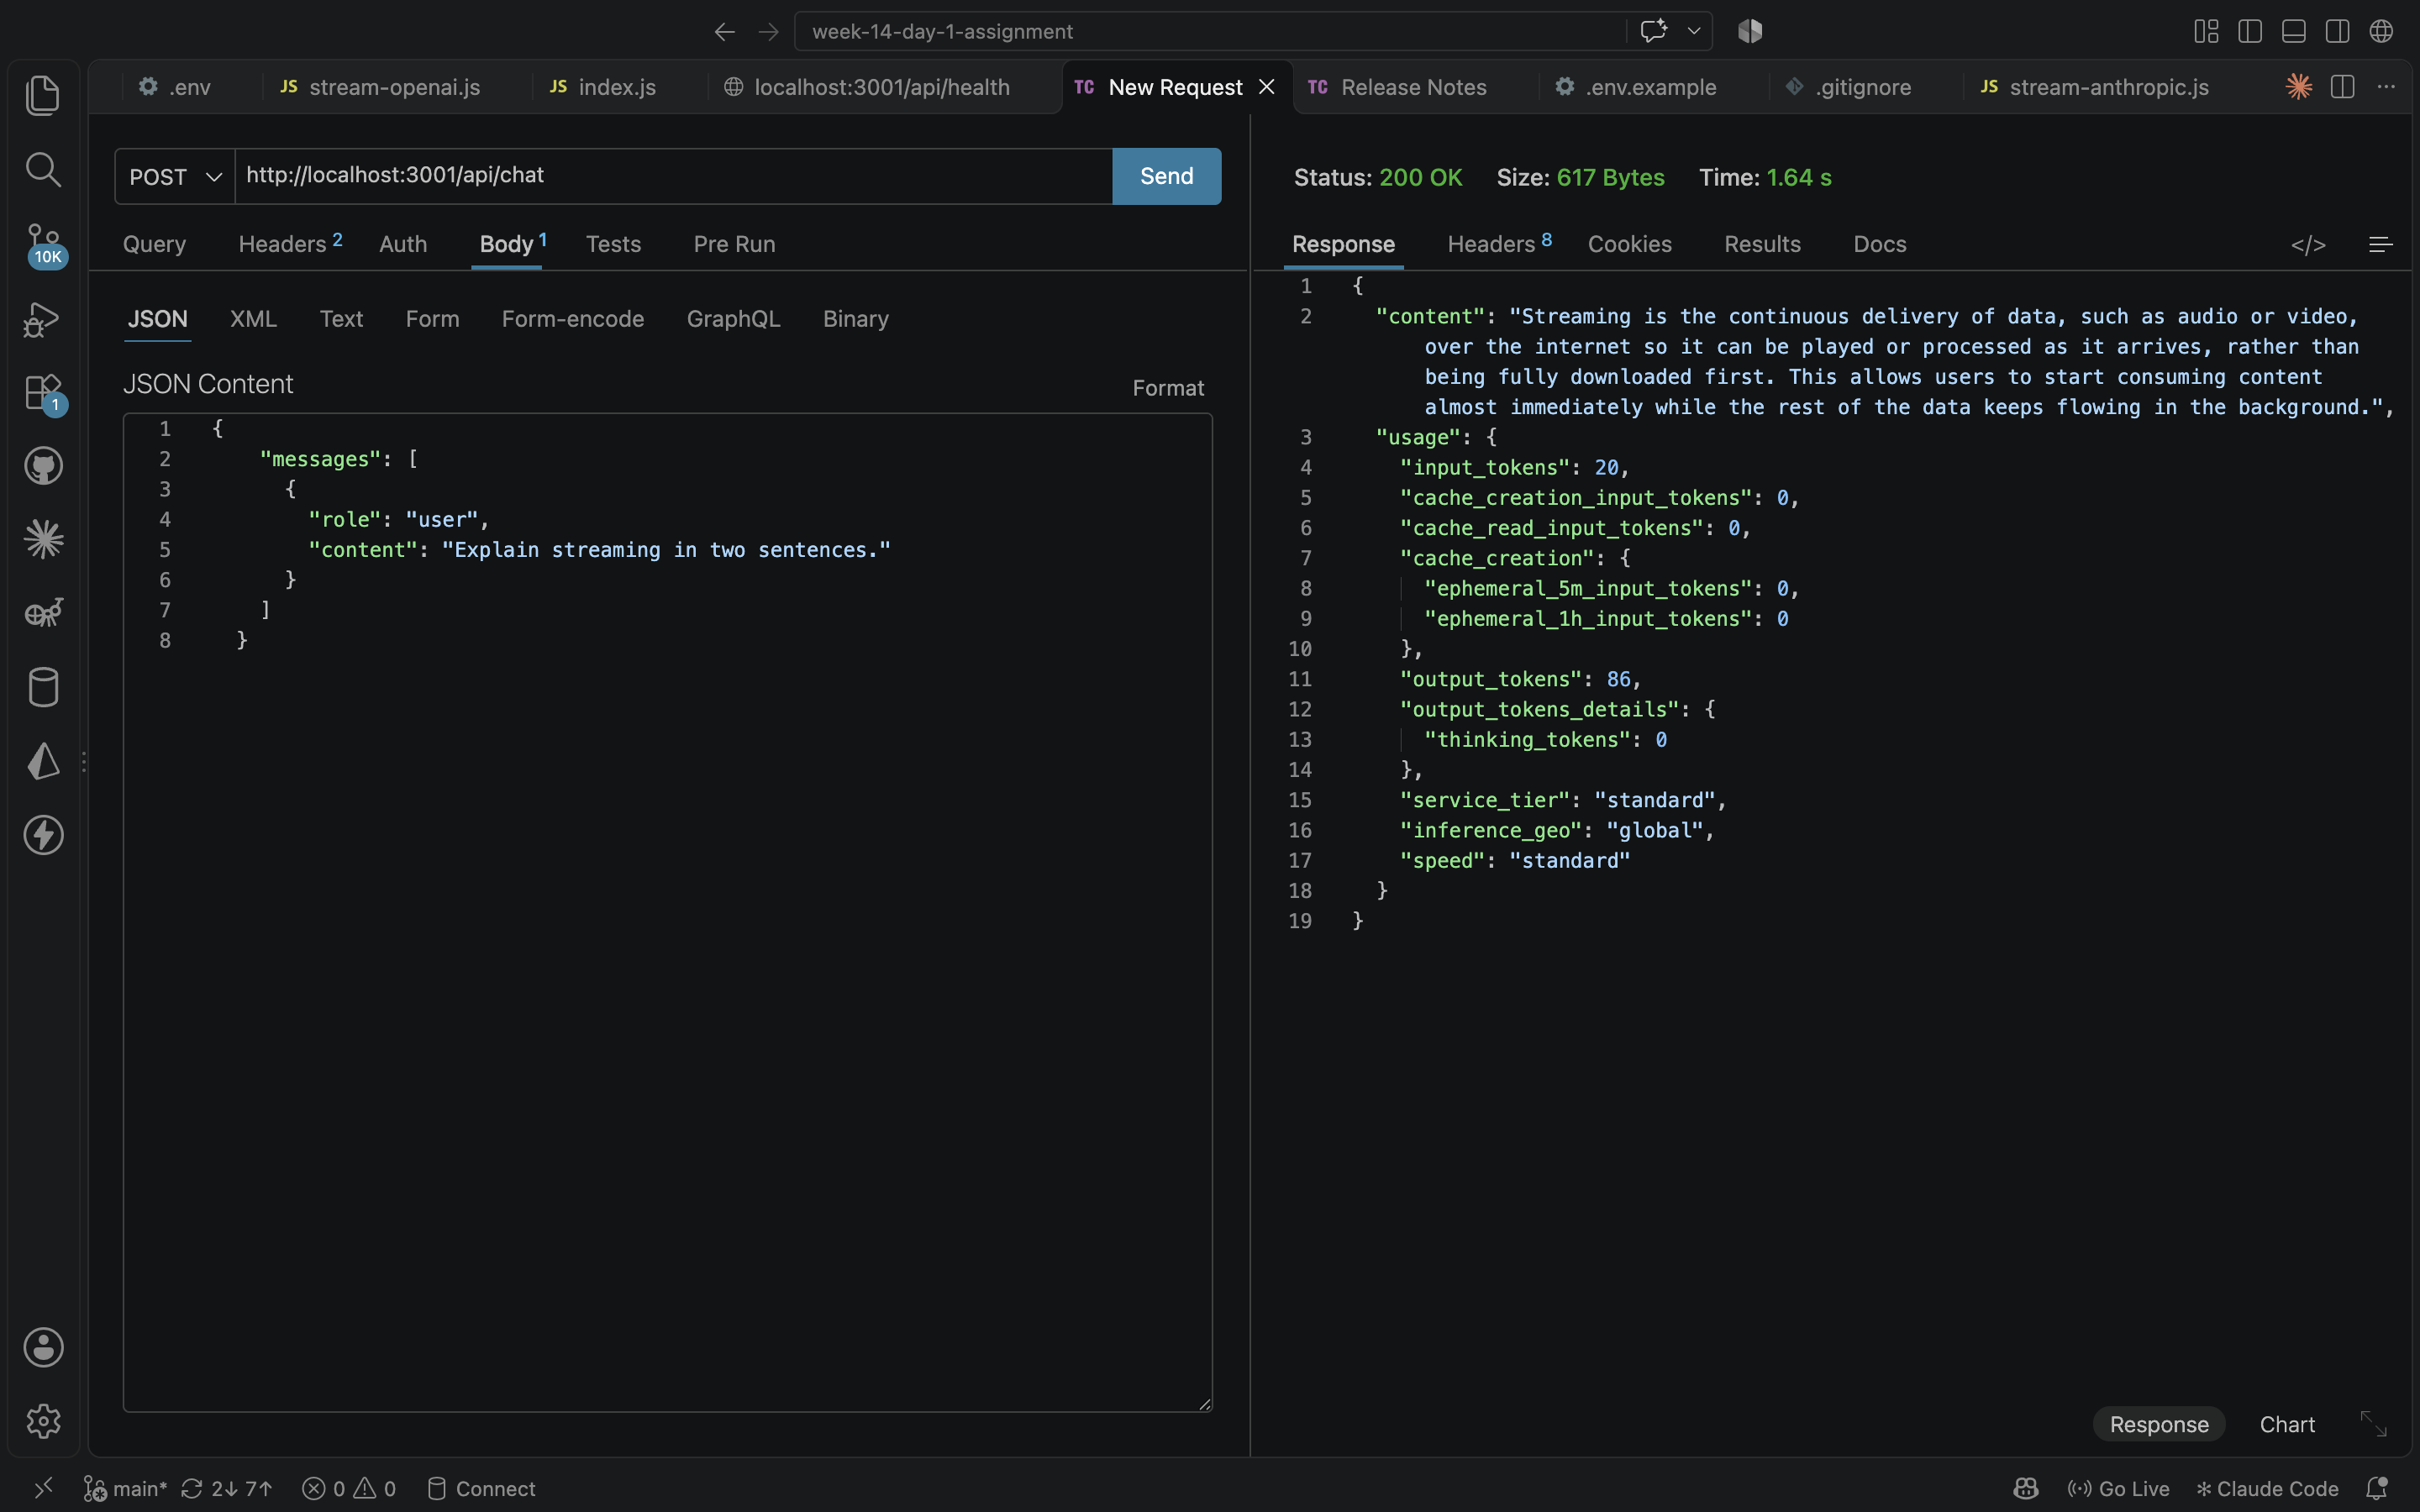 week-14-day-1-assignment
.env
JS stream-openai.js
JS index.js
localhost:3001/api/health
TC New Request
TC Release Notes
.env.example
.gitignore
JS stream-anthropic.js
POST http://localhost:3001/api/chat Send
Query Headers 2 Auth Body 1 Tests Pre Run
JSON XML Text Form Form-encode GraphQL Binary
JSON Content Format
1 {
2 "messages": [
3 {
4 "role": "user",
5 "content": "Explain streaming in two sentences."
6 }
7 ]
8 }
Status: 200 OK Size: 617 Bytes Time: 1.64 s
Response Headers 8 Cookies Results Docs </>
1 {
2 "content": "Streaming is the continuous delivery of data, such as audio or video,
over the internet so it can be played or processed as it arrives, rather than
being fully downloaded first. This allows users to start consuming content
almost immediately while the rest of the data keeps flowing in the background.",
3 "usage": {
4 "input_tokens": 20,
5 "cache_creation_input_tokens": 0,
6 "cache_read_input_tokens": 0,
7 "cache_creation": {
8 "ephemeral_5m_input_tokens": 0,
9 "ephemeral_1h_input_tokens": 0
10 },
11 "output_tokens": 86,
12 "output_tokens_details": {
13 "thinking_tokens": 0
14 },
15 "service_tier": "standard",
16 "inference_geo": "global",
17 "speed": "standard"
18 }
19 }
Response Chart
10K
1
main* 2↓ 7↑ 0 0 Connect
Go Live Claude Code